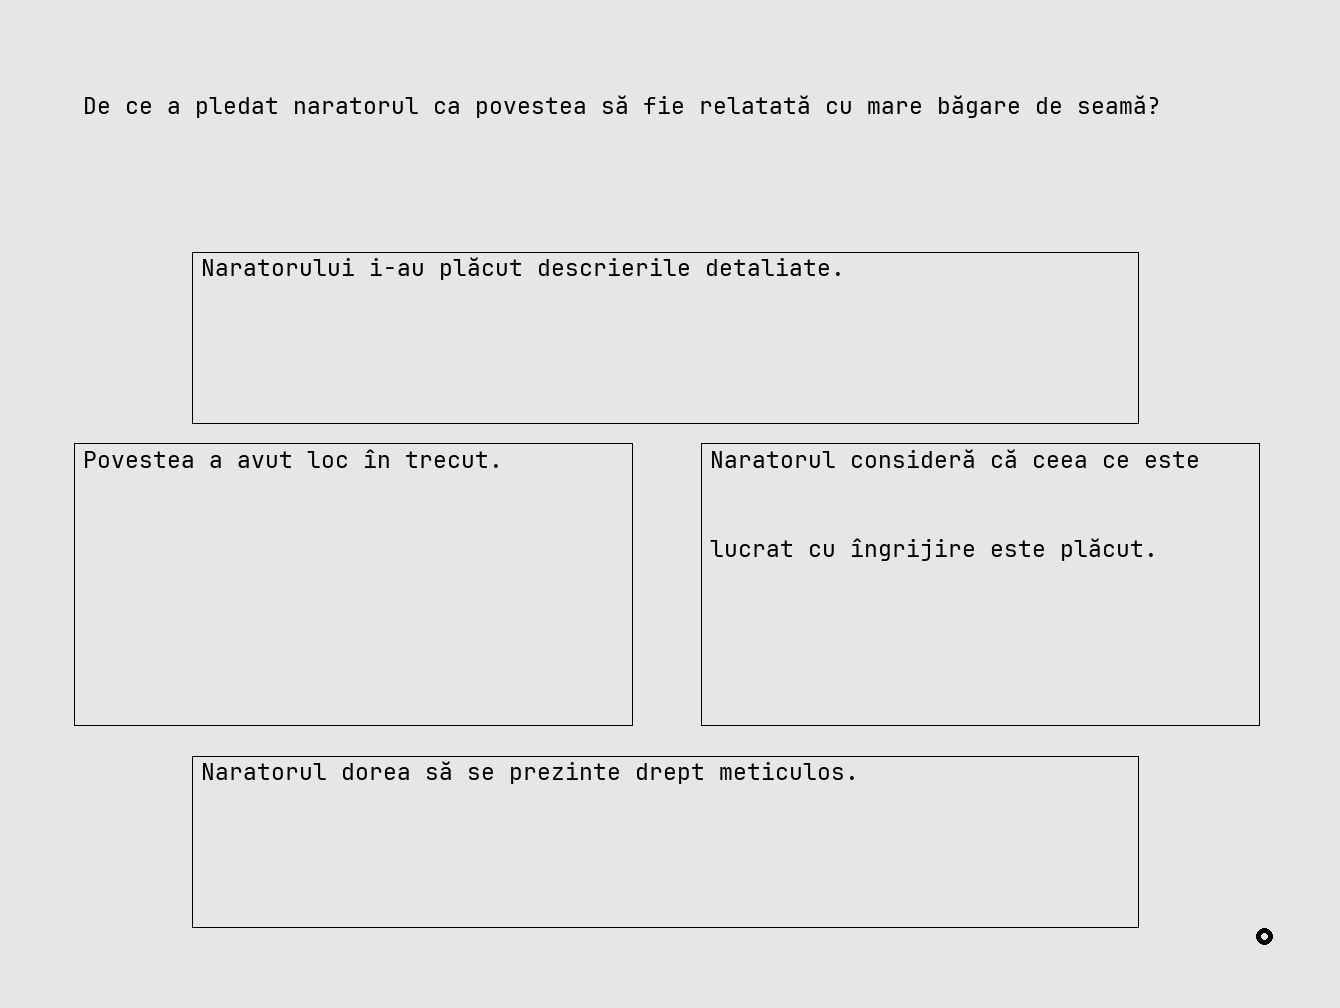 De ce a pledat naratorul ca povestea să fie relatată cu mare băgare de seamă?
Naratorului i-au plăcut descrierile detaliate.
Povestea a avut loc în trecut.
Naratorul consideră că ceea ce este
lucrat cu îngrijire este plăcut.
Naratorul dorea să se prezinte drept meticulos.